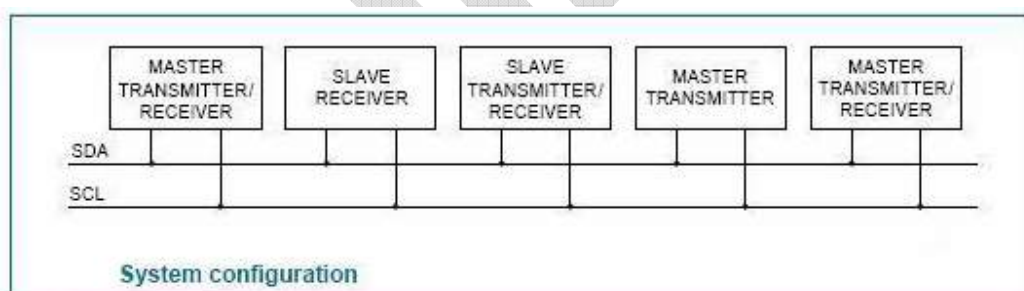 MASTER
TRANSMITTER/
RECEIVER
SLAVE
RECEIVER
SLAVE
TRANSMITTER/
RECEIVER
MASTER
TRANSMITTER
MASTER
TRANSMITTER/
RECEIVER
SDA
SCL
System configuration